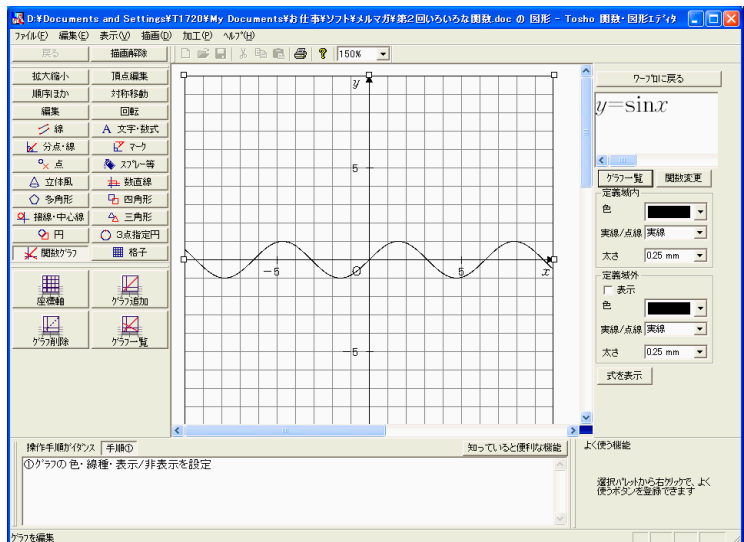 D:¥Documents and Settings¥T1720¥My Documents¥お仕事¥ソフト¥メルマガ¥第2回いろいろな関数.doc の 図形 - Tosho 関数・図形エディタ
ファイル(F) 編集(E) 表示(V) 描画(D) 加工(P) ヘルプ(H)
戻る 描画解除 150%
拡大縮小 頂点編集
順序ほか 対称移動
編集 回転
線 A 文字・数式
分点・線 マーク
点 スプレー等
立体風 数直線
多角形 四角形
接線・中心線 三角形
円 3点指定円
関数グラフ 格子
座標軸 グラフ追加
グラフ削除 グラフ一覧
y
5
-5 O 5 x
-5
ワープロに戻る
y=sinx
グラフ一覧 関数変更
定義域内
色
実線/点線 実線
太さ 0.25 mm
定義域外
表示
色
実線/点線 実線
太さ 0.25 mm
式を表示
操作手順ガイダンス 手順① 知っていると便利な機能
①グラフの色・線種・表示/非表示を設定
よく使う機能
選択パレットから右クリックで、よく
使うボタンを登録できます
グラフを編集